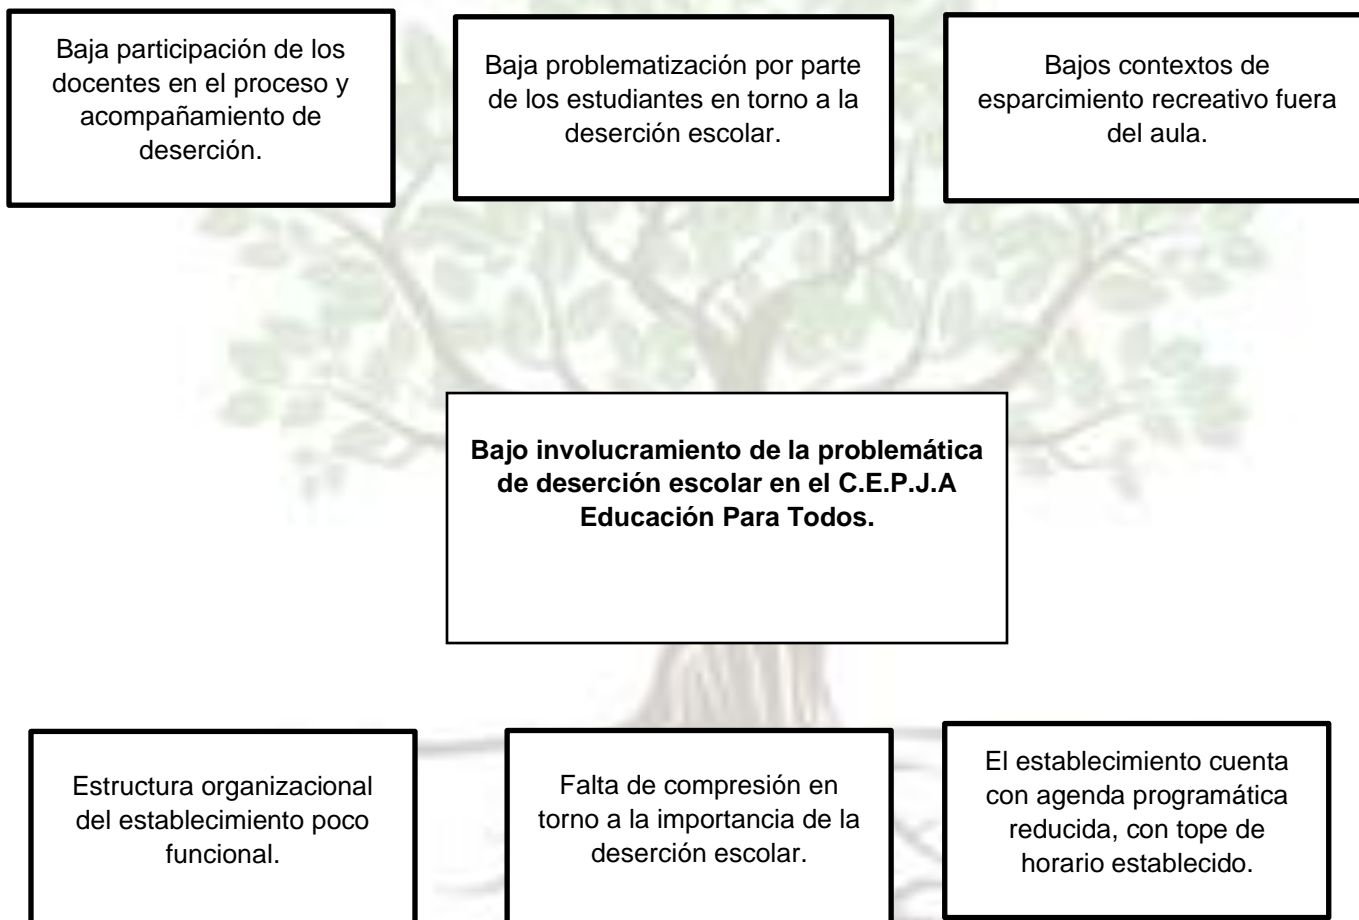 Baja participación de los
docentes en el proceso y
acompañamiento de
deserción.
Baja problematización por parte
de los estudiantes en torno a la
deserción escolar.
Bajos contextos de
esparcimiento recreativo fuera
del aula.
Bajo involucramiento de la problemática
de deserción escolar en el C.E.P.J.A
Educación Para Todos.
Estructura organizacional
del establecimiento poco
funcional.
Falta de compresión en
torno a la importancia de la
deserción escolar.
El establecimiento cuenta
con agenda programática
reducida, con tope de
horario establecido.